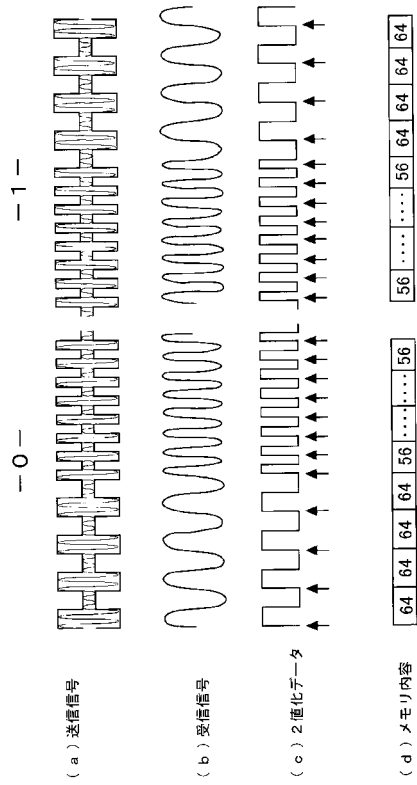 －０－
－１－
(a) 送信信号
(b) 受信信号
(c) 2値化データ
(d) メモリ内容
64 64 64 64 56 ‥‥ ‥‥ 56
56 ‥‥ ‥‥ 56 64 64 64 64